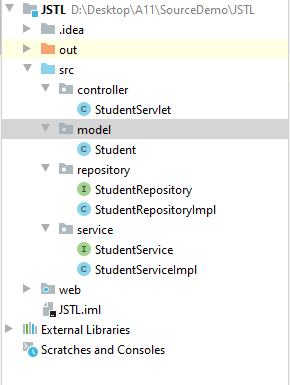 JSTL D:\Desktop\A11\SourceDemo\JSTL
.idea
out
src
controller
StudentServlet
model
Student
repository
StudentRepository
StudentRepositoryImpl
service
StudentService
StudentServiceImpl
web
JSTL.iml
External Libraries
Scratches and Consoles